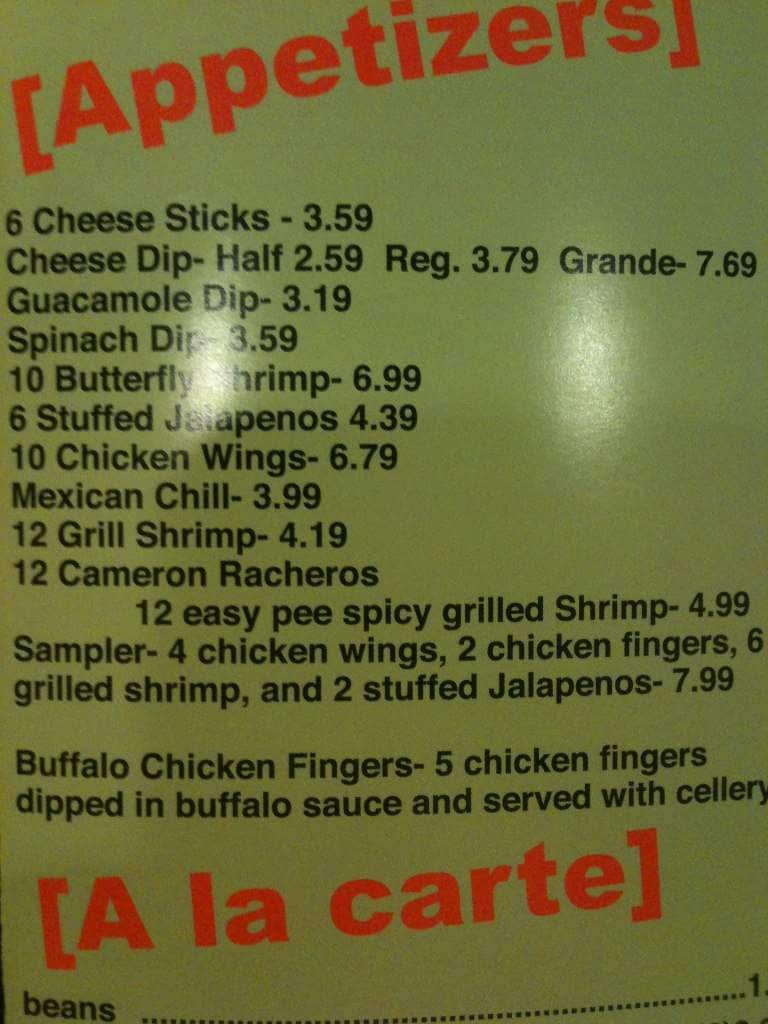 [Appetizers]
6 Cheese Sticks - 3.59
Cheese Dip- Half 2.59 Reg. 3.79 Grande- 7.69
Guacamole Dip- 3.19
Spinach Dip- 3.59
10 Butterfly Shrimp- 6.99
6 Stuffed Jalapenos 4.39
10 Chicken Wings- 6.79
Mexican Chill- 3.99
12 Grill Shrimp- 4.19
12 Cameron Racheros
12 easy pee spicy grilled Shrimp- 4.99
Sampler- 4 chicken wings, 2 chicken fingers, 6
grilled shrimp, and 2 stuffed Jalapenos- 7.99
Buffalo Chicken Fingers- 5 chicken fingers
dipped in buffalo sauce and served with cellery
[A la carte]
beans ..........................................................1.